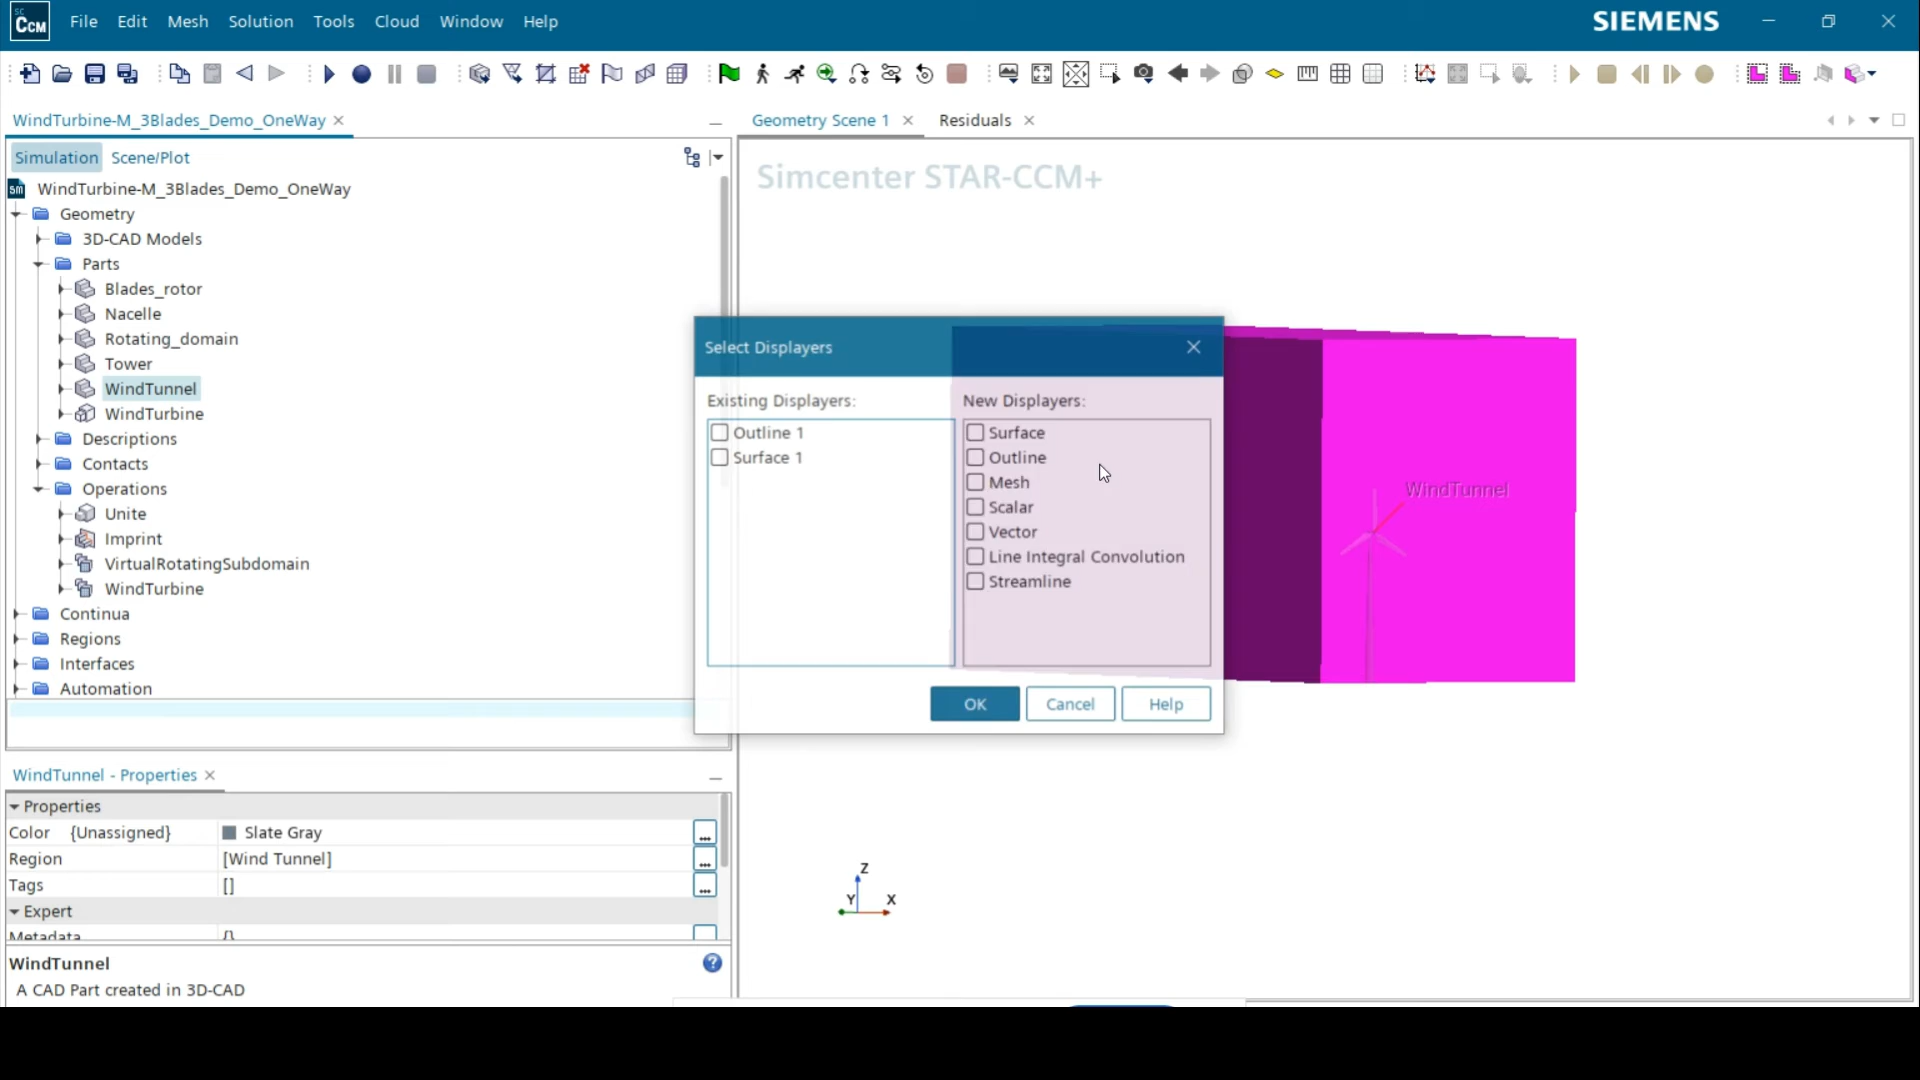 SC
CCM
File Edit Mesh Solution Tools Cloud Window Help
SIEMENS
WindTurbine-M_3Blades_Demo_OneWay
Geometry Scene 1
Residuals
Simulation
Scene/Plot
WindTurbine-M_3Blades_Demo_OneWay
Geometry
3D-CAD Models
Parts
Blades_rotor
Nacelle
Rotating_domain
Tower
WindTunnel
WindTurbine
Descriptions
Contacts
Operations
Unite
Imprint
VirtualRotatingSubdomain
WindTurbine
Continua
Regions
Interfaces
Automation
Simcenter STAR-CCM+
Select Displayers
Existing Displayers:
Outline 1
Surface 1
New Displayers:
Surface
Outline
Mesh
Scalar
Vector
Line Integral Convolution
Streamline
OK
Cancel
Help
WindTunnel
Z
Y
X
WindTunnel - Properties
Properties
Color {Unassigned} Slate Gray
Region [Wind Tunnel]
Tags []
Expert
Metadata {}
WindTunnel
A CAD Part created in 3D-CAD